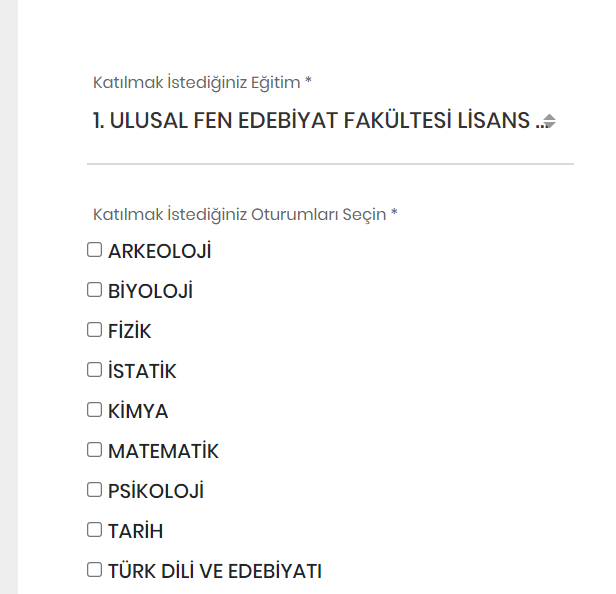 Katılmak İstediğiniz Eğitim *
1. ULUSAL FEN EDEBİYAT FAKÜLTESİ LİSANS ...
Katılmak İstediğiniz Oturumları Seçin *
ARKEOLOJİ
BİYOLOJİ
FİZİK
İSTATİK
KİMYA
MATEMATİK
PSİKOLOJİ
TARİH
TÜRK DİLİ VE EDEBİYATI